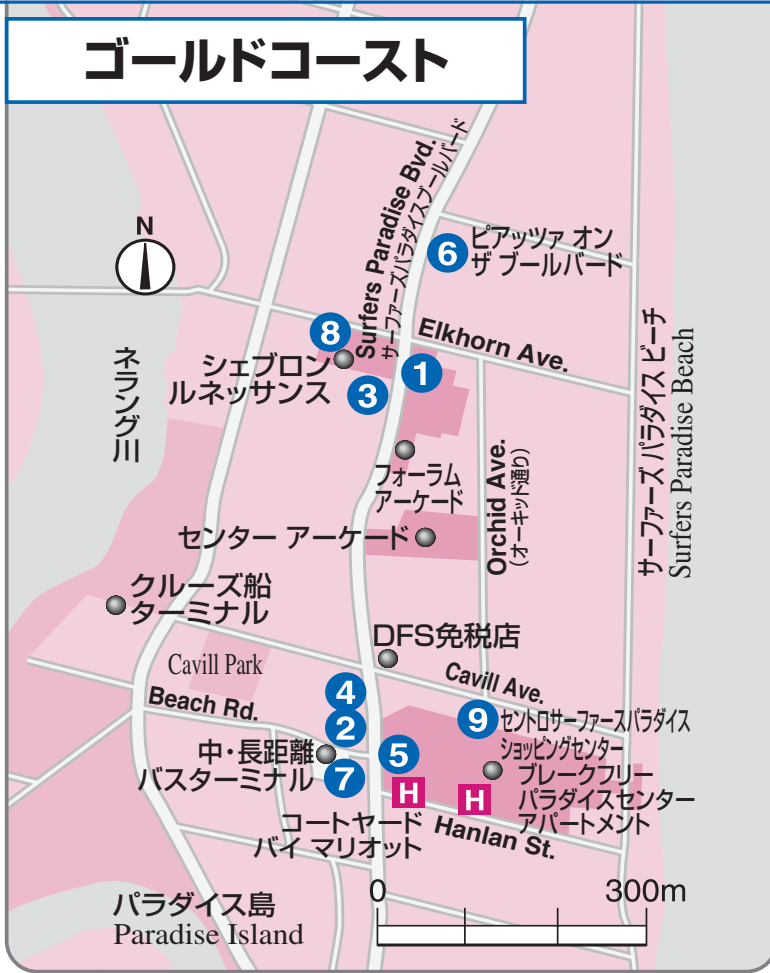 ゴールドコースト
N
Surfers Paradise Bvd.
サーファーズパラダイスブールバード
6
ピアッツァ オン
ザ ブールバード
8
Elkhorn Ave.
シェブロン
ルネッサンス
1
3
ネラング川
サーファーズ パラダイス ビーチ
Surfers Paradise Beach
フォーラム
アーケード
Orchid Ave.
(オーキッド通り)
センター アーケード
クルーズ船
ターミナル
DFS免税店
Cavill Park
Cavill Ave.
4
Beach Rd.
2
9
セントロサーファースパラダイス
ショッピングセンター
中・長距離
バスターミナル
5
7
ブレークフリー
パラダイスセンター
アパートメント
H
H
コートヤード
バイ マリオット
Hanlan St.
0
300m
パラダイス島
Paradise Island